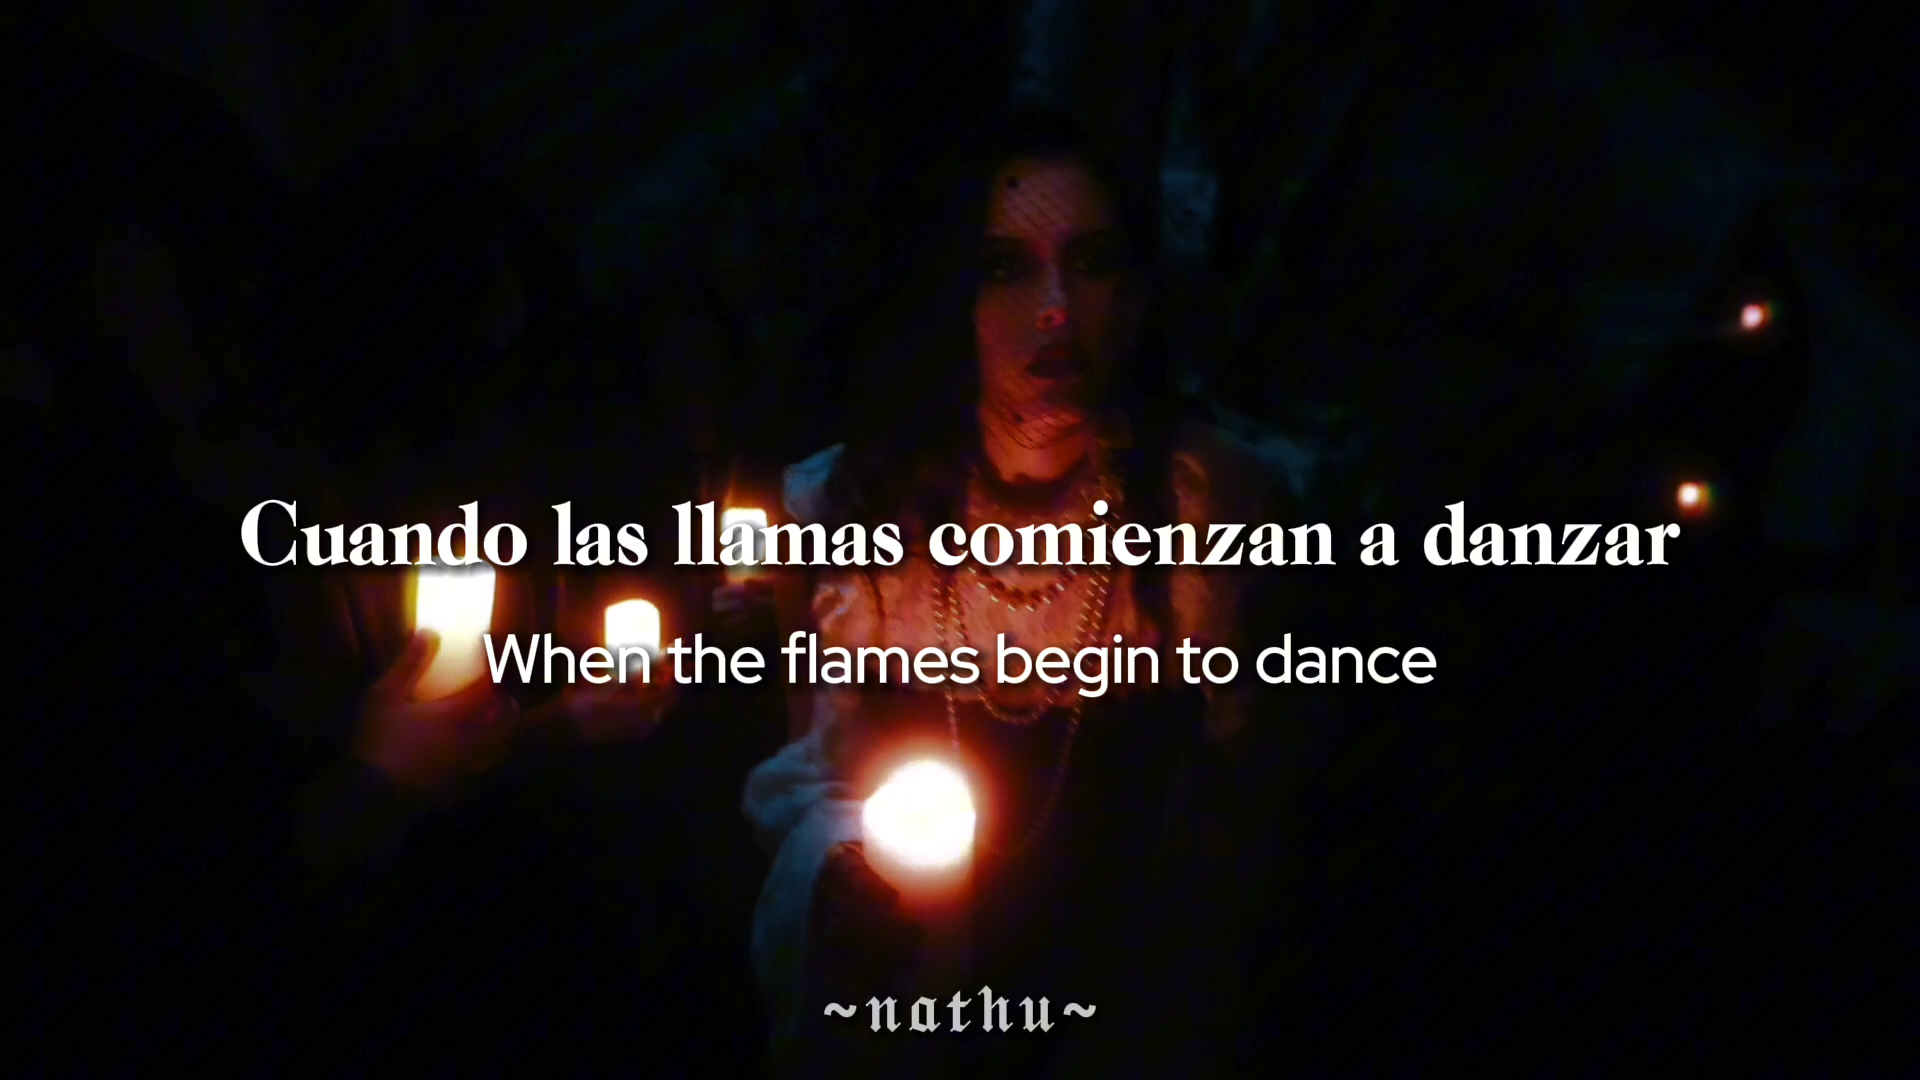 Cuando las llamas comienzan a danzar
When the flames begin to dance
~nathu~